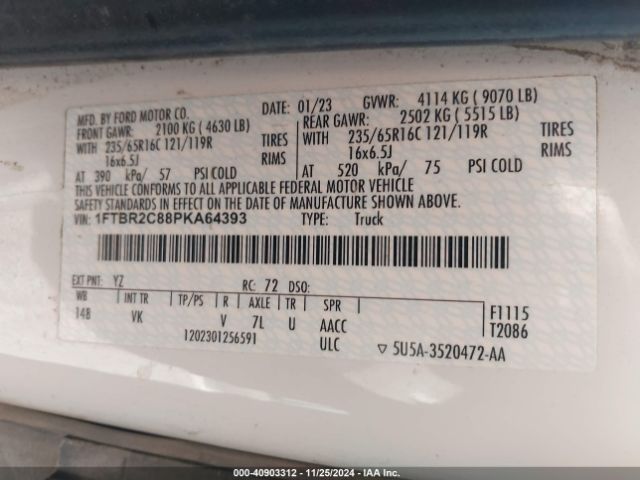 MFD. BY FORD MOTOR CO. DATE: 01/23 GVWR: 4114 KG ( 9070 LB)
FRONT GAWR: 2100 KG ( 4630 LB) REAR GAWR: 2502 KG ( 5515 LB)
WITH 235/65R16C 121/119R TIRES WITH 235/65R16C 121/119R TIRES
16x6.5J RIMS 16x6.5J RIMS
AT 390 kPa/ 57 PSI COLD AT 520 kPa/ 75 PSI COLD
THIS VEHICLE CONFORMS TO ALL APPLICABLE FEDERAL MOTOR VEHICLE
SAFETY STANDARDS IN EFFECT ON THE DATE OF MANUFACTURE SHOWN ABOVE.
VIN: 1FTBR2C88PKA64393 TYPE: Truck
EXT PNT: YZ RC: 72 DSO:
WB INT TR TP/PS R AXLE TR SPR
148 VK V 7L U AACC
F1115
T2086
1202301256591 ULC ▽ 5U5A-3520472-AA
000-40903312 - 11/25/2024 - IAA Inc.